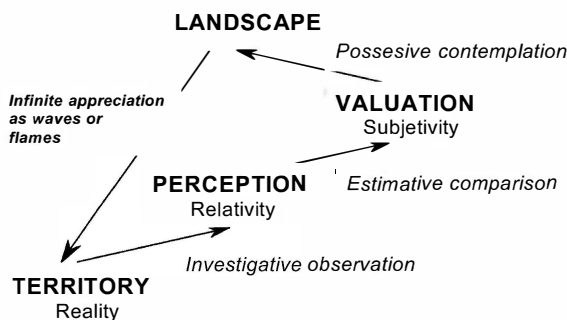 LANDSCAPE
Possesive contemplation
Infinite appreciation
as waves or
flames
VALUATION
Subjetivity
PERCEPTION
Relativity
Estimative comparison
Investigative observation
TERRITORY
Reality